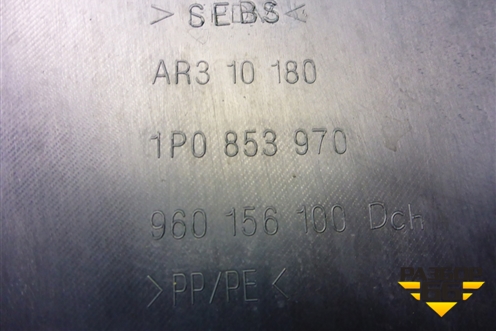 > SEBS <
AR3 10 180
1P0 853 970
960 156 100 Dch
>PP/PE<